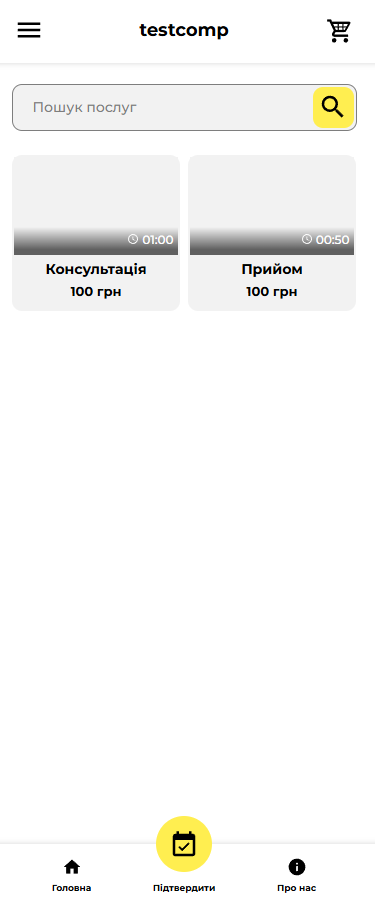 testcomp
Пошук послуг
01:00
00:50
Консультація
Прийом
100 грн
100 грн
Головна
Підтвердити
Про нас